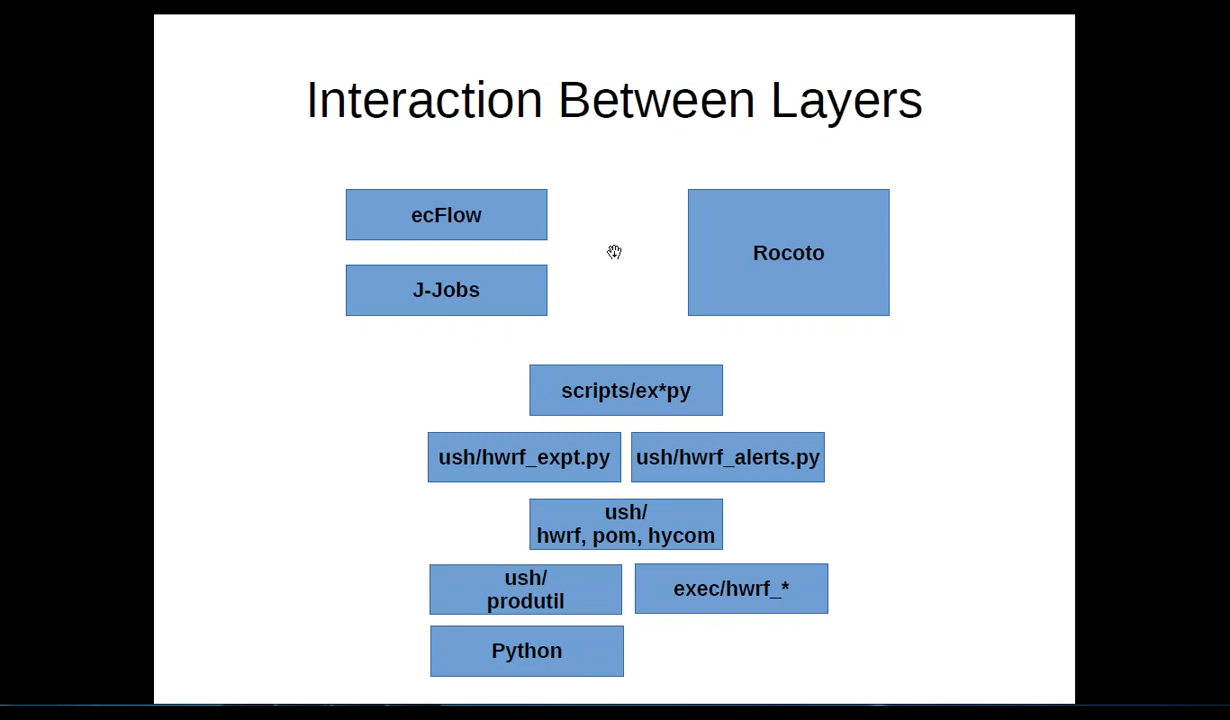 Interaction Between Layers
ecFlow
Rocoto
J-Jobs
scripts/ex*py
ush/hwrf_expt.py
ush/hwrf_alerts.py
ush/
hwrf, pom, hycom
ush/
produtil
exec/hwrf_*
Python